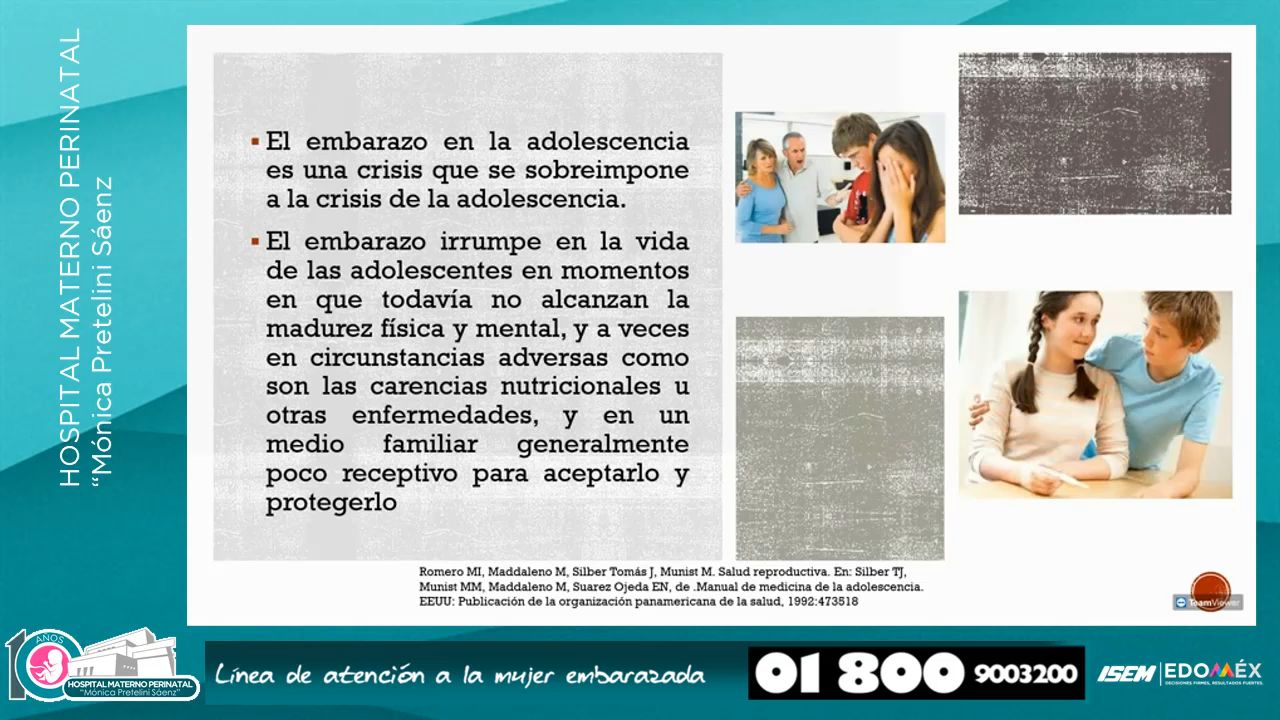 HOSPITAL MATERNO PERINATAL
“Mónica Pretelini Sáenz
▪ El embarazo en la adolescencia
es una crisis que se sobreimpone
a la crisis de la adolescencia.
▪ El embarazo irrumpe en la vida
de las adolescentes en momentos
en que todavía no alcanzan la
madurez física y mental, y a veces
en circunstancias adversas como
son las carencias nutricionales u
otras enfermedades, y en un
medio familiar generalmente
poco receptivo para aceptarlo y
protegerlo
Romero MI, Maddaleno M, Silber Tomás J, Munist M. Salud reproductiva. En: Silber TJ,
Munist MM, Maddaleno M, Suarez Ojeda EN, de .Manual de medicina de la adolescencia.
EEUU: Publicación de la organización panamericana de la salud, 1992:473518
TeamViewer
10 AÑOS
HOSPITAL MATERNO PERINATAL
“Mónica Pretelini Sáenz”
Línea de atención a la mujer embarazada
01 800 9003200
ISEM
EDOMÉX
DECISIONES FIRMES, RESULTADOS FUERTES.